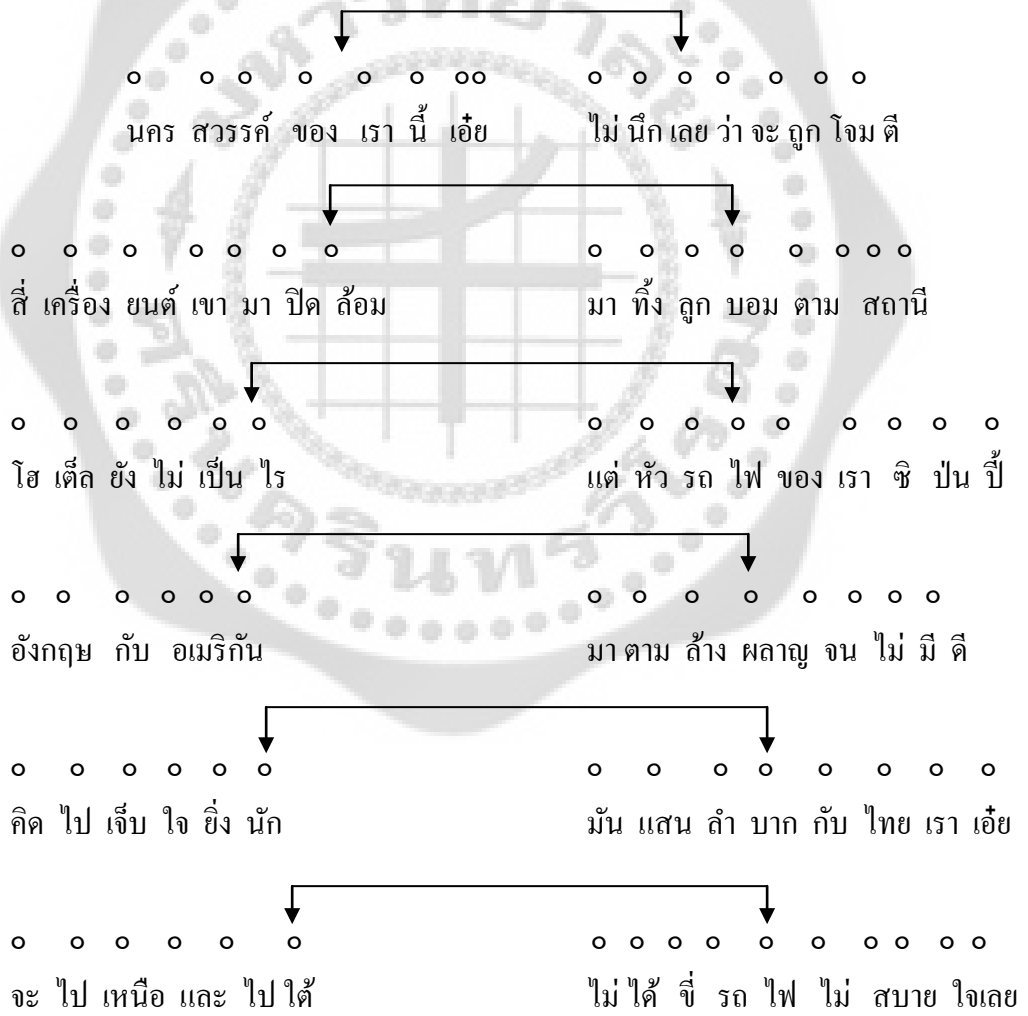 นคร สวรรค์ ของ เรา นี้ เอ๋ย ไม่ นึก เลย ว่า จะ ถูก โจม ตี
สี่ เครื่อง ยนต์ เขา มา ปิด ล้อม มา ทิ้ง ลูก บอม ตาม สถานี
โฮ เต็ล ยัง ไม่ เป็น ไร แต่ หัว รถ ไฟ ของ เรา ซิ ป่น ปี้
อังกฤษ กับ อเมริกัน มา ตาม ล้าง ผลาญ จน ไม่ มี ดี
คิด ไป เจ็บ ใจ ยิ่ง นัก มัน แสน ลำ บาก กับ ไทย เรา เอ๋ย
จะ ไป เหนือ และ ไป ใต้ ไม่ ได้ ขี่ รถ ไฟ ไม่ สบาย ใจเลย